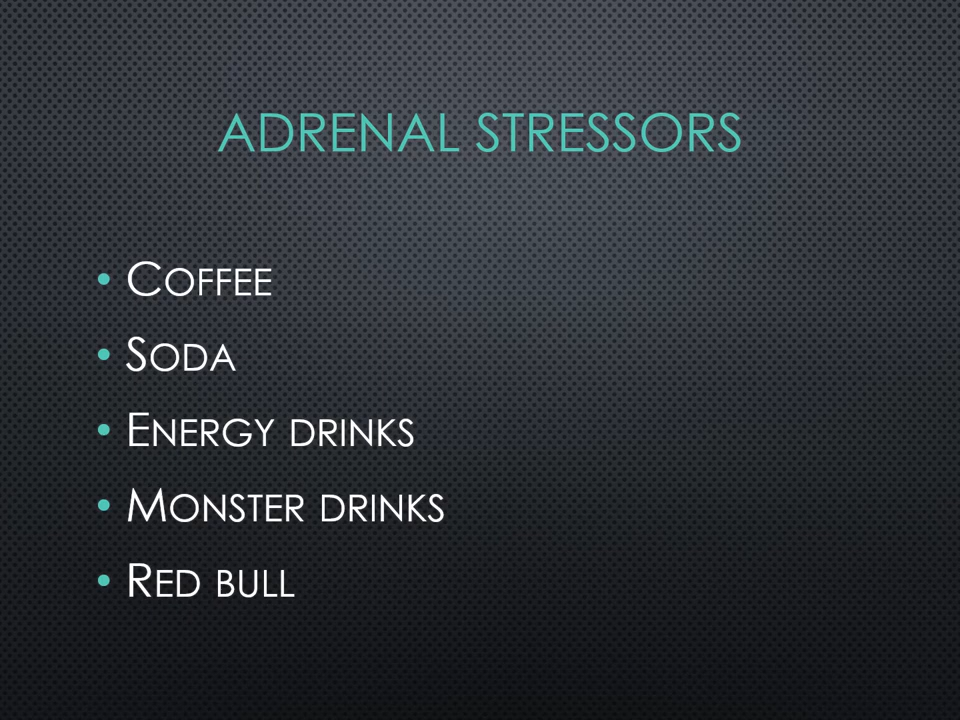 ADRENAL STRESSORS
• COFFEE
• SODA
• ENERGY DRINKS
• MONSTER DRINKS
• RED BULL